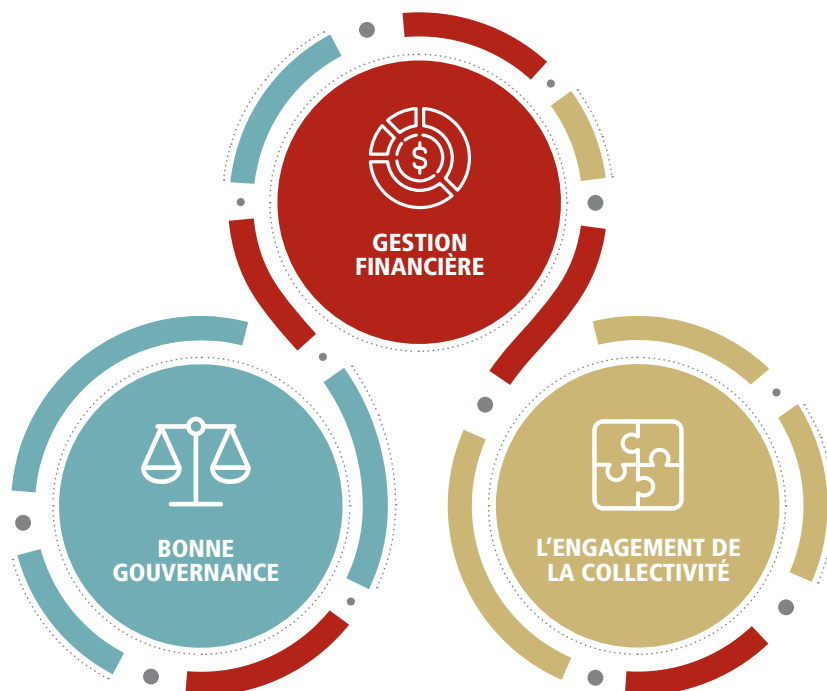 $
GESTION
FINANCIÈRE
BONNE
GOUVERNANCE
L'ENGAGEMENT DE
LA COLLECTIVITÉ